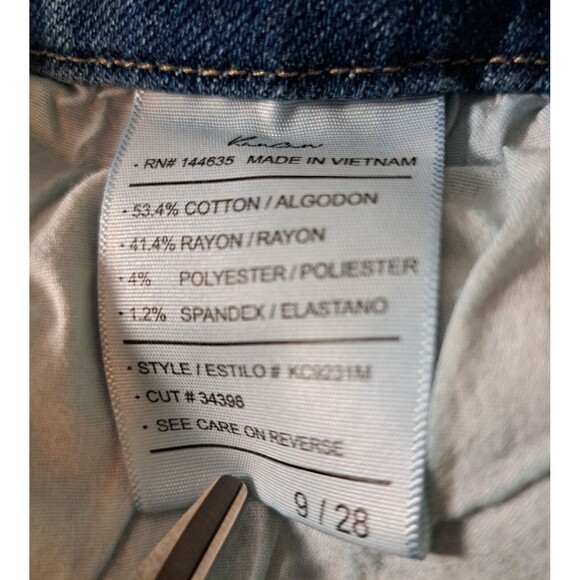 KanCan
· RN# 144635 MADE IN VIETNAM
· 53.4% COTTON / ALGODON
· 41.4% RAYON / RAYON
· 4% POLYESTER / POLIESTER
· 1.2% SPANDEX / ELASTANO
· STYLE / ESTILO # KC9231M
· CUT # 34398
· SEE CARE ON REVERSE
9 / 28